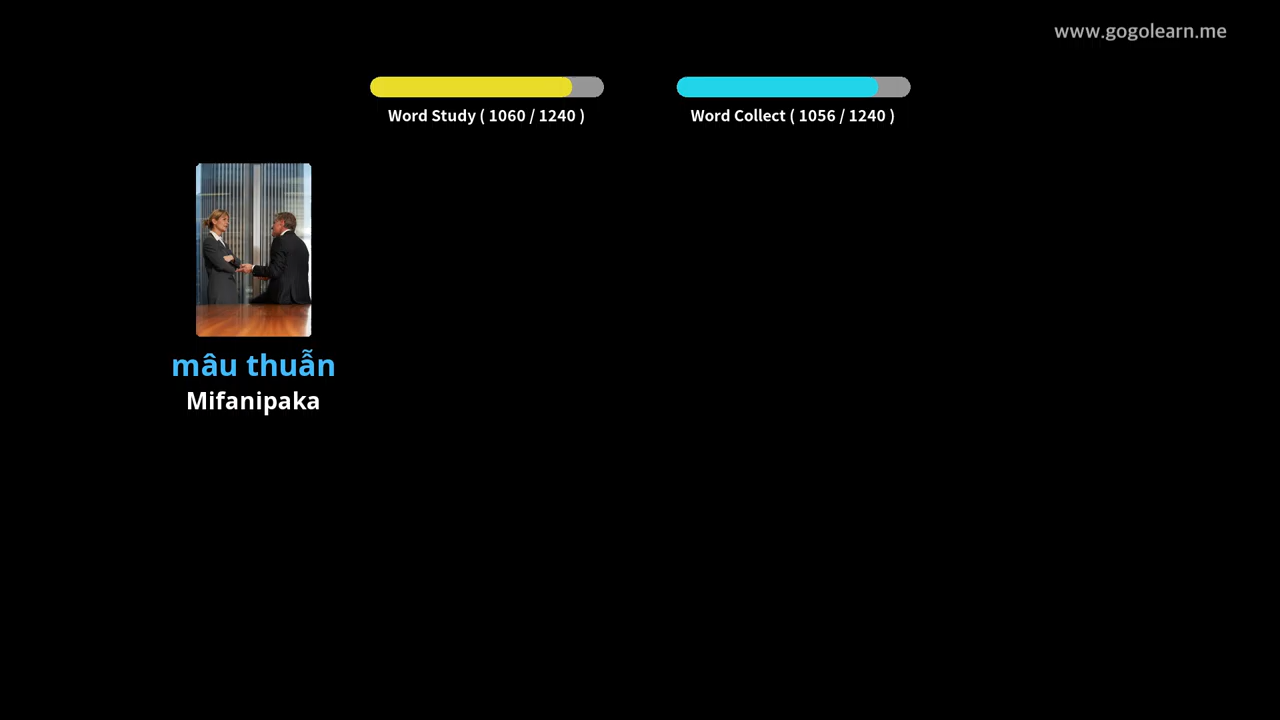 www.gogolearn.me
Word Study ( 1060 / 1240 )
Word Collect ( 1056 / 1240 )
mâu thuẫn
Mifanipaka